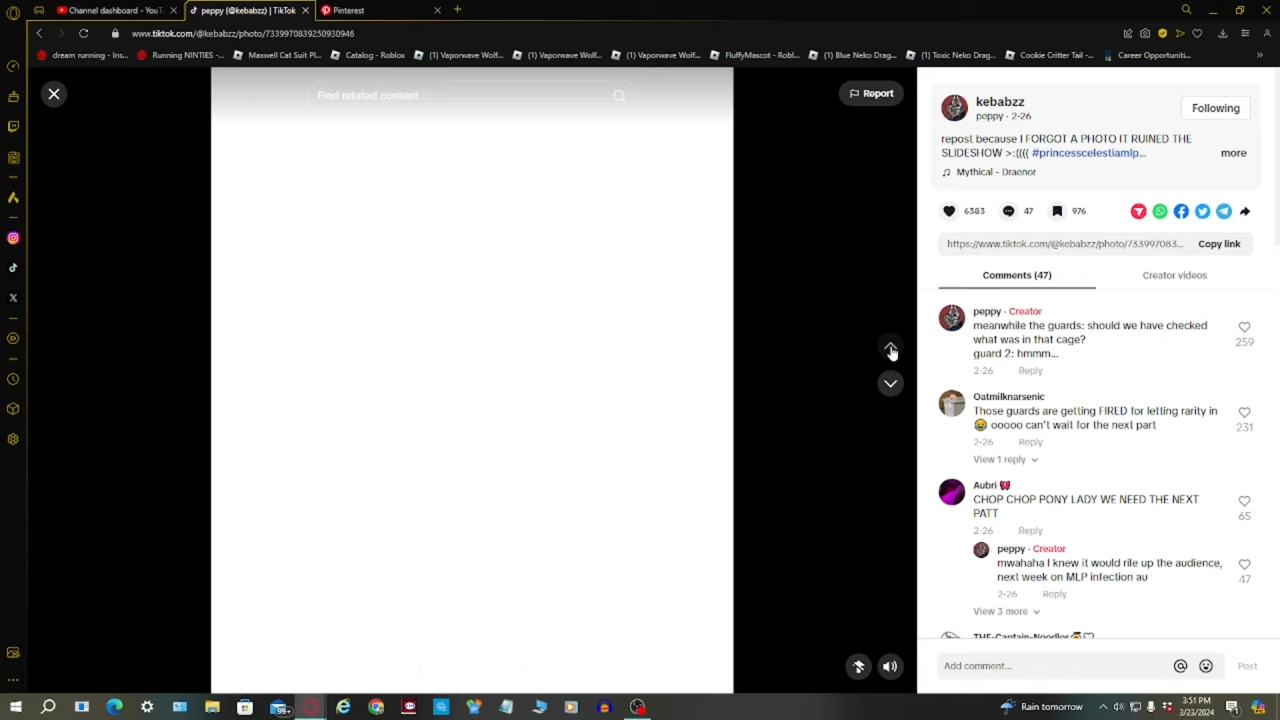 Channel dashboard - YouT
peppy (@kebabzz) | TikTok
Pinterest
www.tiktok.com/@kebabzz/photo/7339970839250930946
dream running - Ins...
Running NINTIES -...
Maxwell Cat Suit Pl...
Catalog - Roblox
(1) Vaporwave Wolf...
(1) Vaporwave Wolf...
(1) Vaporwave Wolf...
FluffyMascot - Robl...
(1) Blue Neko Drag...
(1) Toxic Neko Drag...
Cookie Critter Tail -...
Career Opportuniti...
Find related content
Report
kebabzz
peppy · 2-26
Following
repost because I FORGOT A PHOTO IT RUINED THE
SLIDESHOW >:(((( #princesscelestiamlp...
more
Mythical - Draenor
6383
47
976
https://www.tiktok.com/@kebabzz/photo/733997083...
Copy link
Comments (47)
Creator videos
peppy · Creator
meanwhile the guards: should we have checked
what was in that cage?
guard 2: hmmm...
259
2-26
Reply
Oatmilknarsenic
Those guards are getting FIRED for letting rarity in
😂 ooooo can't wait for the next part
231
2-26
Reply
View 1 reply
Aubri
CHOP CHOP PONY LADY WE NEED THE NEXT
PATT
65
2-26
Reply
peppy · Creator
mwahaha I knew it would rile up the audience,
next week on MLP infection au
47
2-26
Reply
View 3 more
THE-Captain-Noodles
Add comment...
Post
99+
Rain tomorrow
3:51 PM
3/23/2024